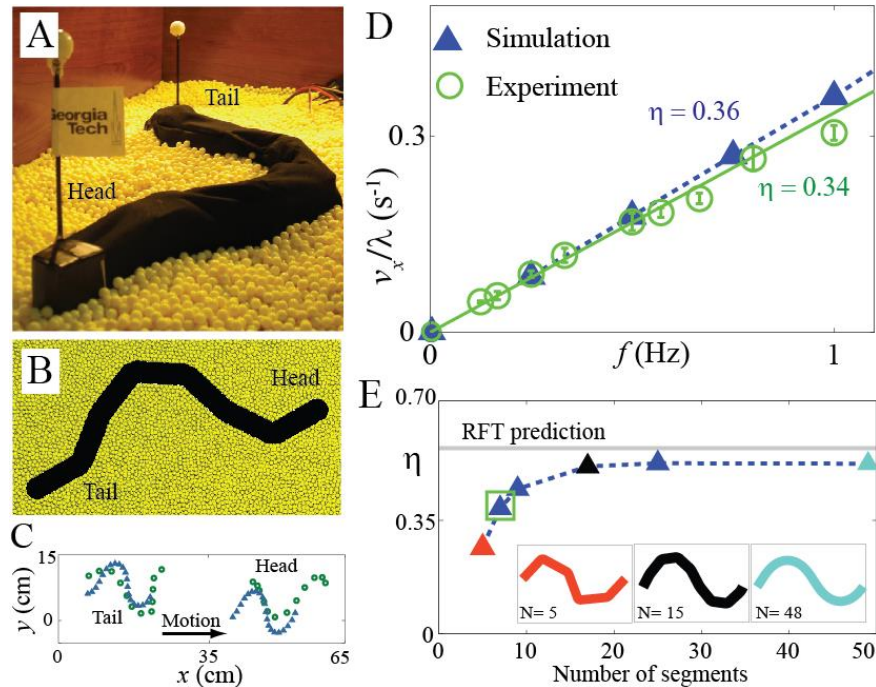 A
Tail
Georgia
Tech
Head
B
Head
Tail
C
15
y (cm)
0
Tail
Motion
Head
0
35
65
x (cm)
D
Simulation
Experiment
η = 0.36
η = 0.34
0.3
v_x/λ (s⁻¹)
0
0
f (Hz)
1
E
0.70
RFT prediction
η
0.35
N= 5
N= 15
N= 48
0
0
10
20
30
40
50
Number of segments